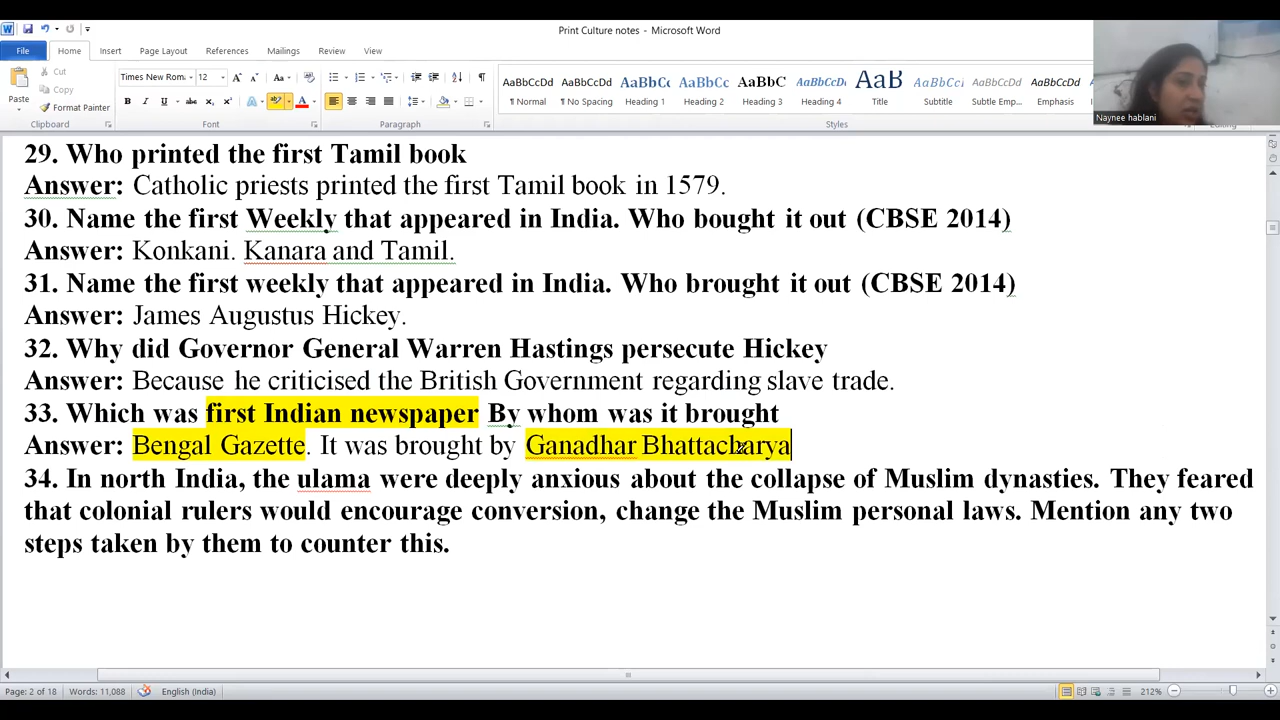 Print Culture notes - Microsoft Word
File Home Insert Page Layout References Mailings Review View
Cut
Copy
Format Painter
Paste
Clipboard
Times New Rom 12
Font
Paragraph
AaBbCcDd AaBbCcDd AaBbCc AaBbCc AaBbC AaBbCcI AaB AaBbCcI AaBbCcDd AaBbCcDd
¶ Normal ¶ No Spacing Heading 1 Heading 2 Heading 3 Heading 4 Title Subtitle Subtle Emp... Emphasis
Styles
Editing
Naynee hablani
29. Who printed the first Tamil book
Answer: Catholic priests printed the first Tamil book in 1579.
30. Name the first Weekly that appeared in India. Who bought it out (CBSE 2014)
Answer: Konkani. Kanara and Tamil.
31. Name the first weekly that appeared in India. Who brought it out (CBSE 2014)
Answer: James Augustus Hickey.
32. Why did Governor General Warren Hastings persecute Hickey
Answer: Because he criticised the British Government regarding slave trade.
33. Which was first Indian newspaper By whom was it brought
Answer: Bengal Gazette. It was brought by Ganadhar Bhattacharya
34. In north India, the ulama were deeply anxious about the collapse of Muslim dynasties. They feared
that colonial rulers would encourage conversion, change the Muslim personal laws. Mention any two
steps taken by them to counter this.
Page: 2 of 18 Words: 11,088 English (India) 212%